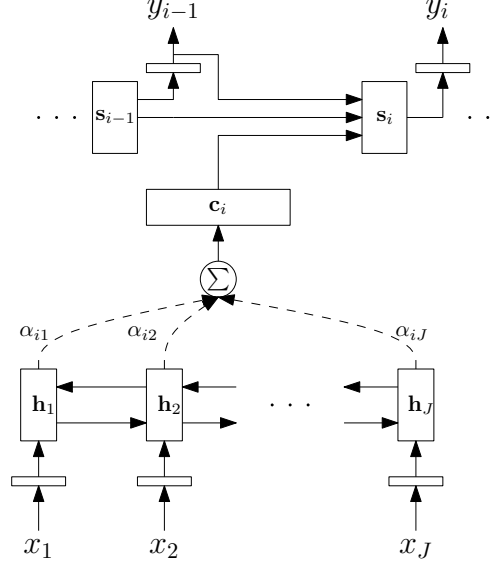 y_{i−1} y_i
· · · s_{i−1} s_i · ·
c_i
∑
α_{i1} α_{i2} α_{iJ}
h_1 h_2 · · · h_J
x_1 x_2 x_J